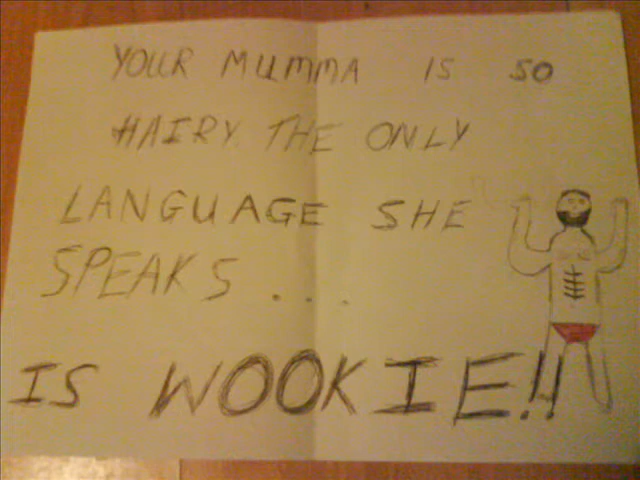 YOUR MUMMA IS SO
HAIRY THE ONLY
LANGUAGE SHE
SPEAKS...
IS WOOKIE!!